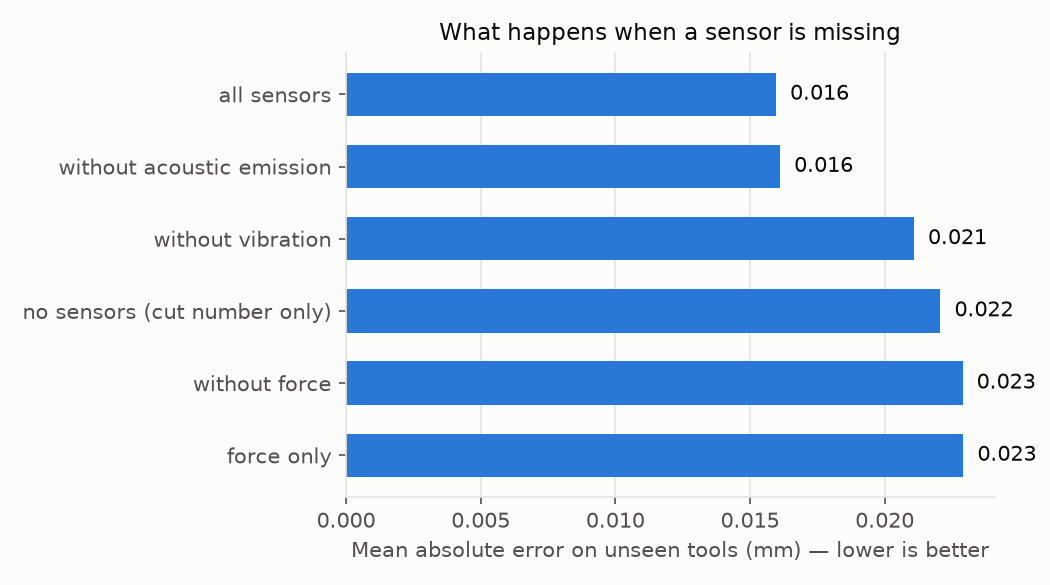 What happens when a sensor is missing
all sensors 0.016
without acoustic emission 0.016
without vibration 0.021
no sensors (cut number only) 0.022
without force 0.023
force only 0.023
0.000 0.005 0.010 0.015 0.020
Mean absolute error on unseen tools (mm) — lower is better